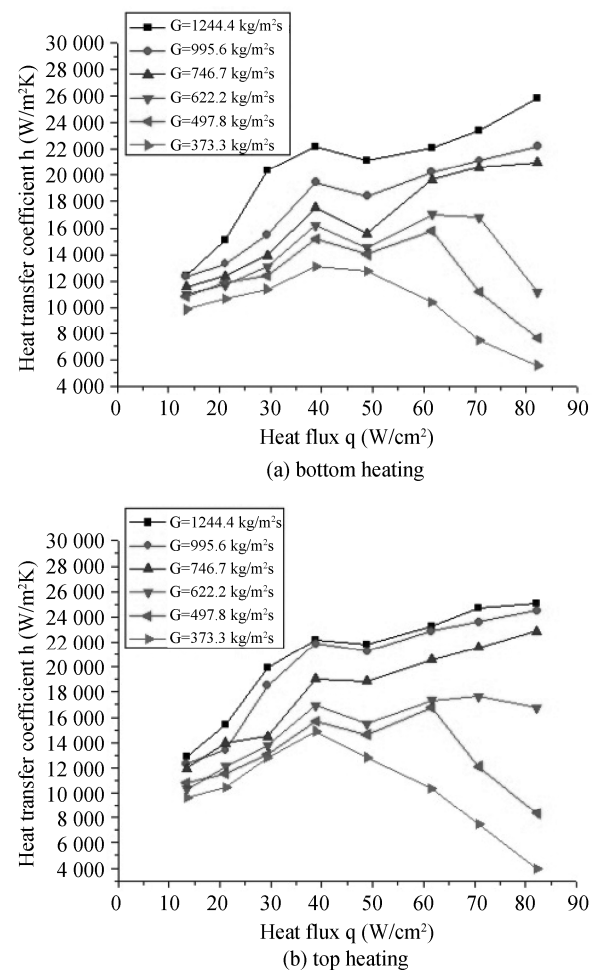 G=1244.4 kg/m²s
G=995.6 kg/m²s
G=746.7 kg/m²s
G=622.2 kg/m²s
G=497.8 kg/m²s
G=373.3 kg/m²s
Heat transfer coefficient h (W/m²K)
30 000
28 000
26 000
24 000
22 000
20 000
18 000
16 000
14 000
12 000
10 000
8 000
6 000
4 000
0 10 20 30 40 50 60 70 80 90
Heat flux q (W/cm²)
(a) bottom heating
G=1244.4 kg/m²s
G=995.6 kg/m²s
G=746.7 kg/m²s
G=622.2 kg/m²s
G=497.8 kg/m²s
G=373.3 kg/m²s
Heat transfer coefficient h (W/m²K)
30 000
28 000
26 000
24 000
22 000
20 000
18 000
16 000
14 000
12 000
10 000
8 000
6 000
4 000
0 10 20 30 40 50 60 70 80 90
Heat flux q (W/cm²)
(b) top heating